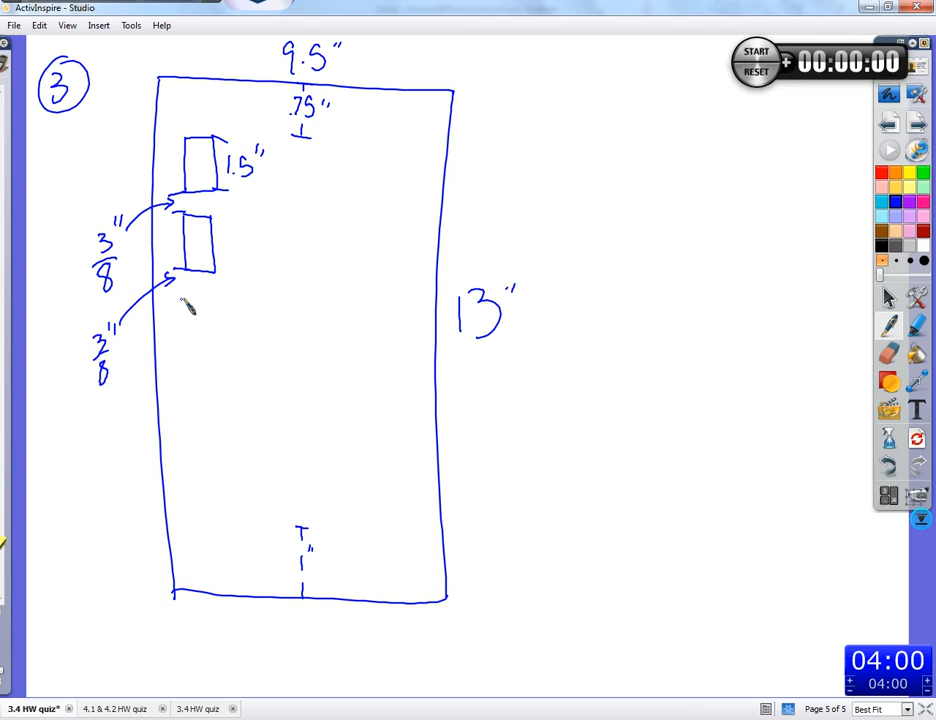 ActivInspire - Studio
File Edit View Insert Tools Help
START
RESET
+ 00:00:00
3
9.5"
.75"
1.5"
3/8"
3/8"
13"
1"
04:00
04:00
3.4 HW quiz* 4.1 & 4.2 HW quiz 3.4 HW quiz
Page 5 of 5 Best Fit